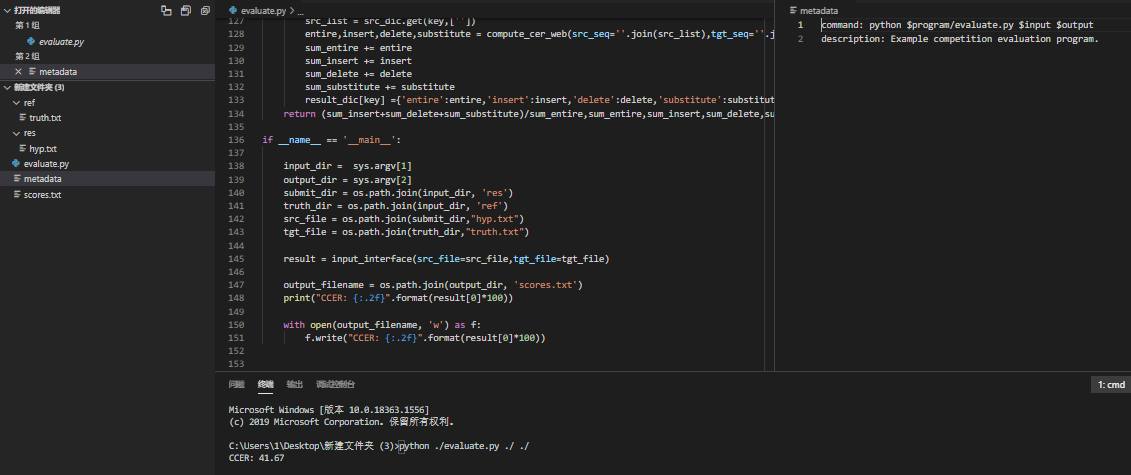 打开的编辑器
第 1 组
evaluate.py
第 2 组
metadata
新建文件夹 (3)
ref
truth.txt
res
hyp.txt
evaluate.py
metadata
scores.txt
evaluate.py > ...
127 src_list = src_dic.get(key,[''])
128 entire,insert,delete,substitute = compute_cer_web(src_seq=''.join(src_list),tgt_seq=''.j
129 sum_entire += entire
130 sum_insert += insert
131 sum_delete += delete
132 sum_substitute += substitute
133 result_dic[key] ={'entire':entire,'insert':insert,'delete':delete,'substitute':substitut
134 return (sum_insert+sum_delete+sum_substitute)/sum_entire,sum_entire,sum_insert,sum_delete,su
135
136 if __name__ == '__main__':
137
138 input_dir =  sys.argv[1]
139 output_dir = sys.argv[2]
140 submit_dir = os.path.join(input_dir, 'res')
141 truth_dir = os.path.join(input_dir, 'ref')
142 src_file = os.path.join(submit_dir,"hyp.txt")
143 tgt_file = os.path.join(truth_dir,"truth.txt")
144
145 result = input_interface(src_file=src_file,tgt_file=tgt_file)
146
147 output_filename = os.path.join(output_dir, 'scores.txt')
148 print("CCER: {:.2f}".format(result[0]*100))
149
150 with open(output_filename, 'w') as f:
151 f.write("CCER: {:.2f}".format(result[0]*100))
152
153
metadata
1 command: python $program/evaluate.py $input $output
2 description: Example competition evaluation program.
问题 终端 输出 调试控制台
1: cmd
Microsoft Windows [版本 10.0.18363.1556]
(c) 2019 Microsoft Corporation. 保留所有权利。
C:\Users\1\Desktop\新建文件夹 (3)>python ./evaluate.py ./ ./
CCER: 41.67